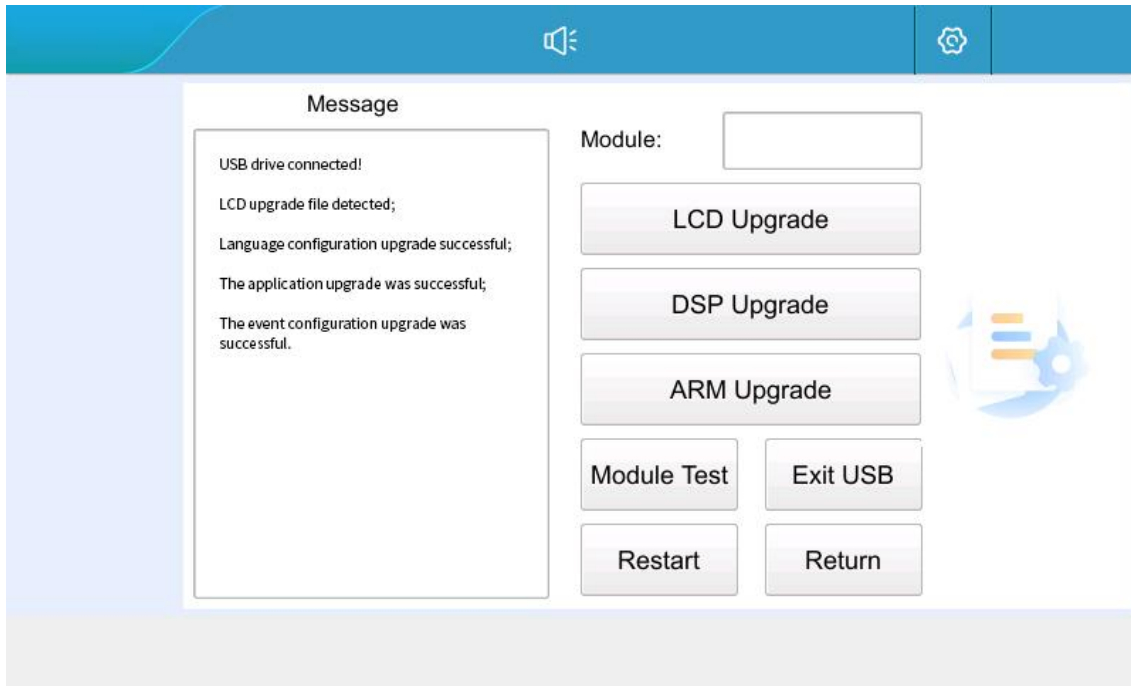 Message
USB drive connected!
LCD upgrade file detected;
Language configuration upgrade successful;
The application upgrade was successful;
The event configuration upgrade was
successful.
Module:
LCD Upgrade
DSP Upgrade
ARM Upgrade
Module Test
Exit USB
Restart
Return